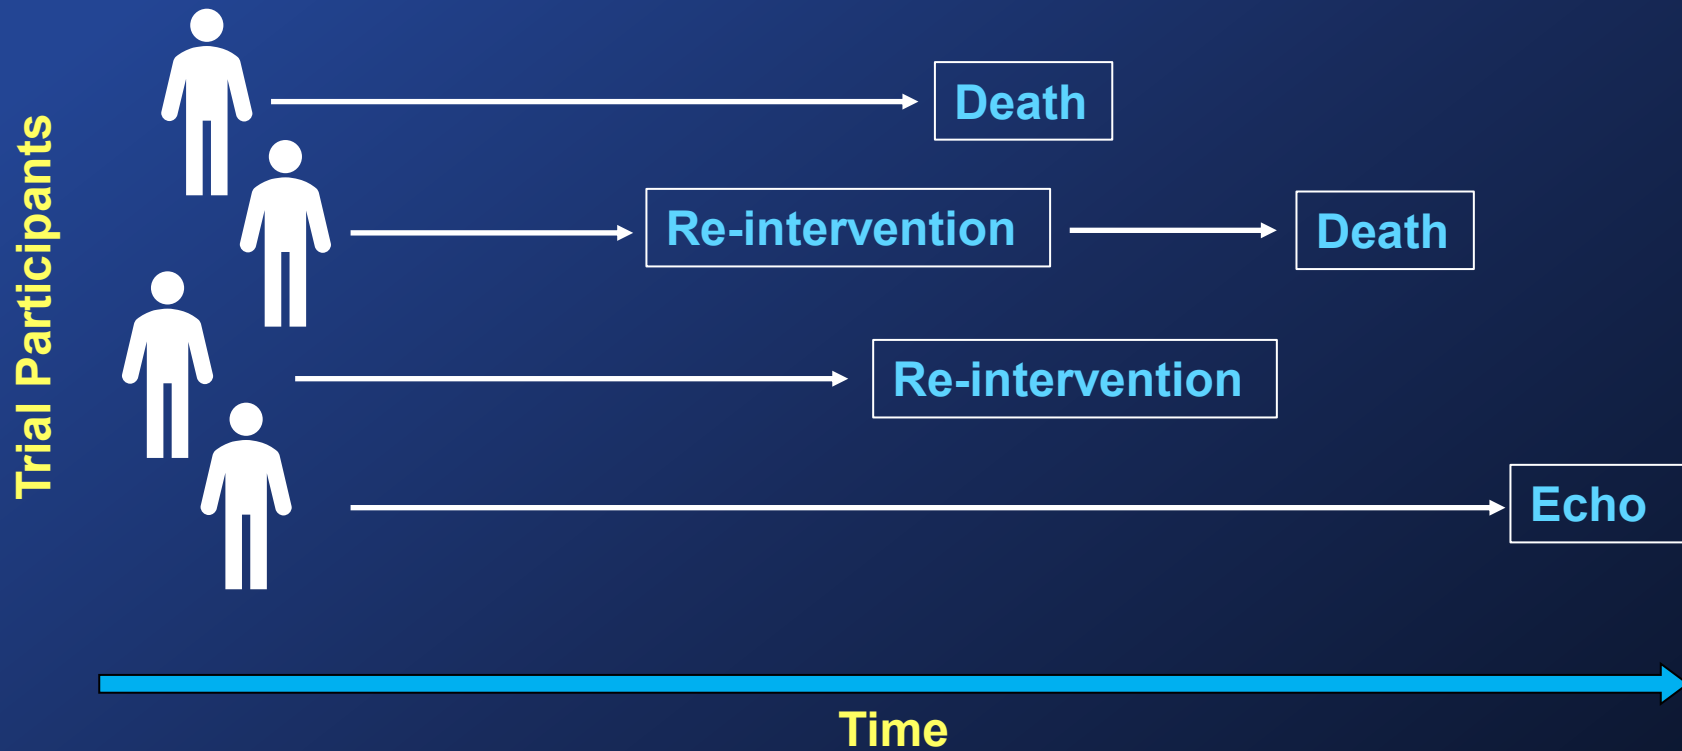 Trial Participants
Death
Re-intervention
Death
Re-intervention
Echo
Time